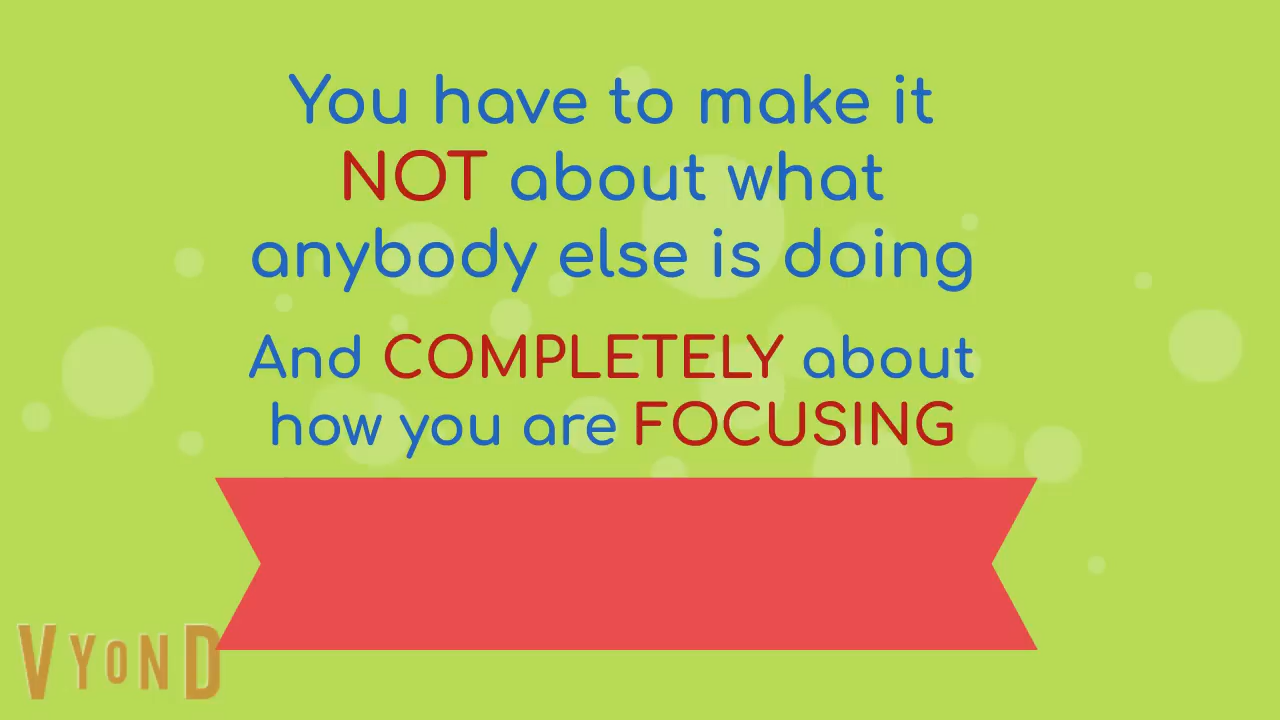 You have to make it
NOT about what
anybody else is doing
And COMPLETELY about
how you are FOCUSING
VYOND